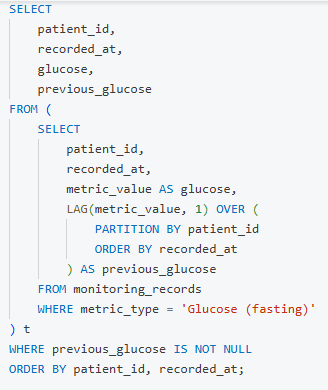 SELECT
    patient_id,
    recorded_at,
    glucose,
    previous_glucose
FROM (
    SELECT
        patient_id,
        recorded_at,
        metric_value AS glucose,
        LAG(metric_value, 1) OVER (
            PARTITION BY patient_id
            ORDER BY recorded_at
        ) AS previous_glucose
    FROM monitoring_records
    WHERE metric_type = 'Glucose (fasting)'
) t
WHERE previous_glucose IS NOT NULL
ORDER BY patient_id, recorded_at;